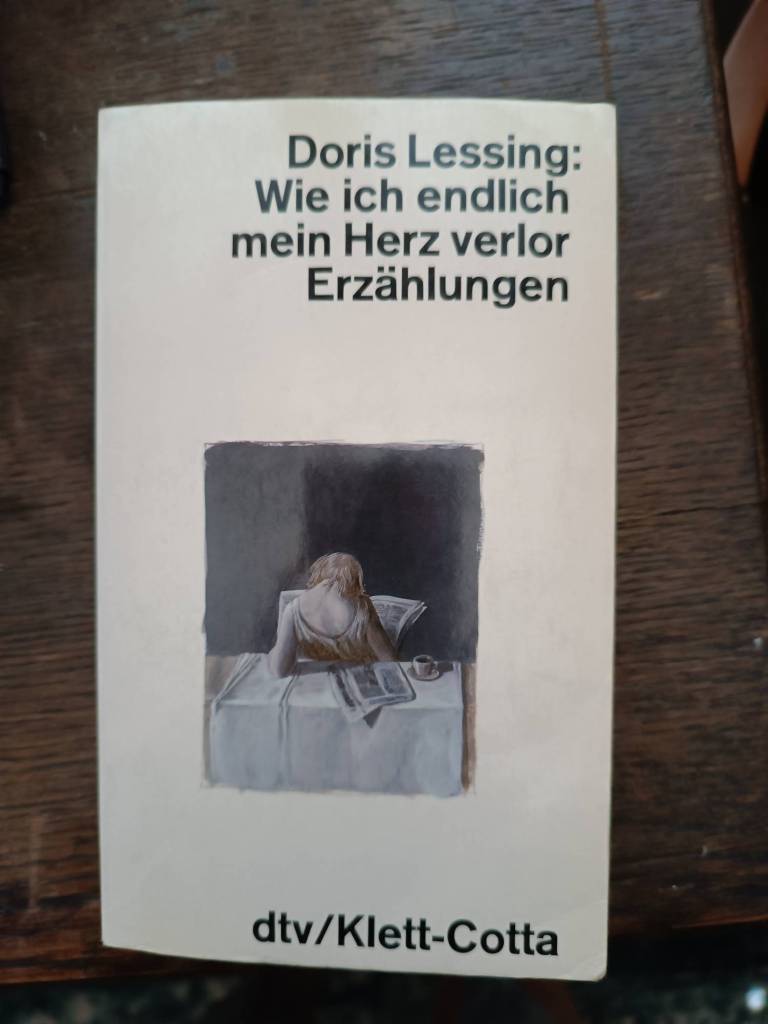 Doris Lessing:
Wie ich endlich
mein Herz verlor
Erzählungen
dtv/Klett-Cotta